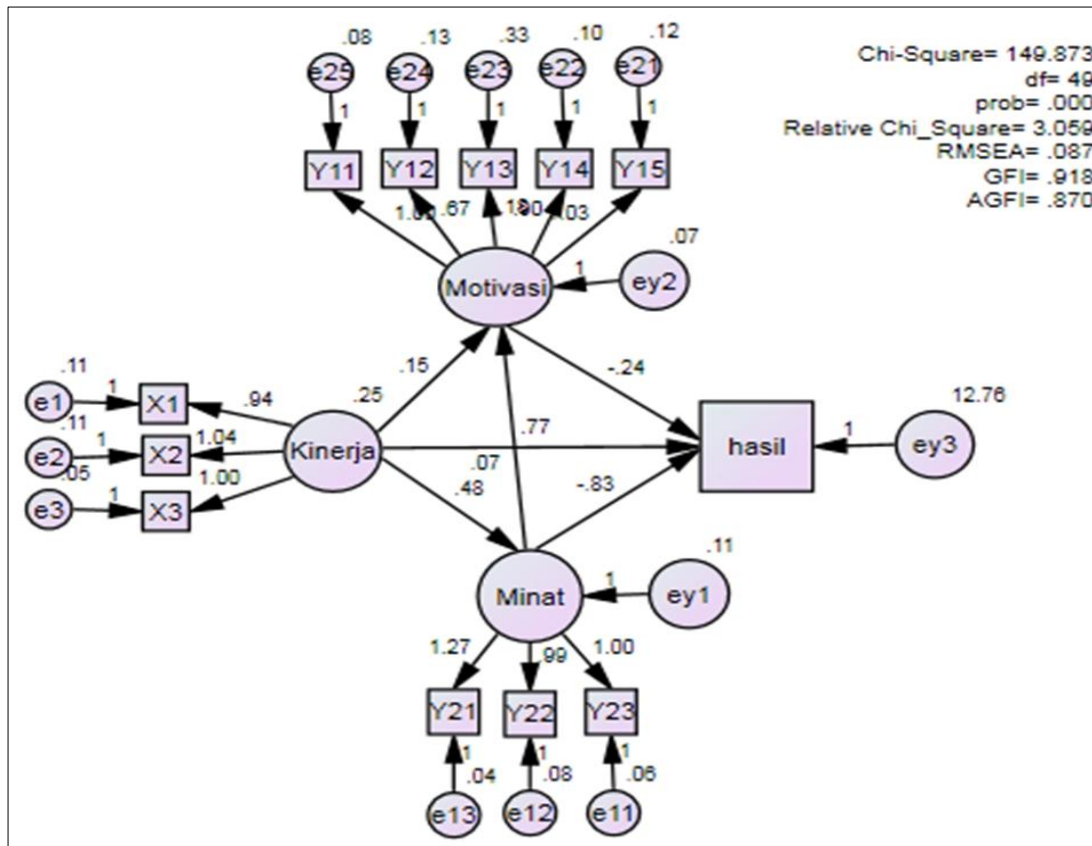 .08 .13 .33 .10 .12
e25 e24 e23 e22 e21
1 1 1 1 1
Y11 Y12 Y13 Y14 Y15
Chi-Square= 149.873
df= 49
prob= .000
Relative Chi_Square= 3.059
RMSEA= .087
GFI= .918
AGFI= .870
.67 .90
.07
Motivasi 1 ey2
.15 -.24
.11 .25 12.76
e1 1 X1 .94
.11 .77
e2 1 X2 1.04 Kinerja hasil 1 ey3
.05 .07
e3 1 X3 1.00 .48 -.83
.11
Minat 1 ey1
1.27 .99 1.00
Y21 Y22 Y23
1 1 1
.04 .08 .06
e13 e12 e11